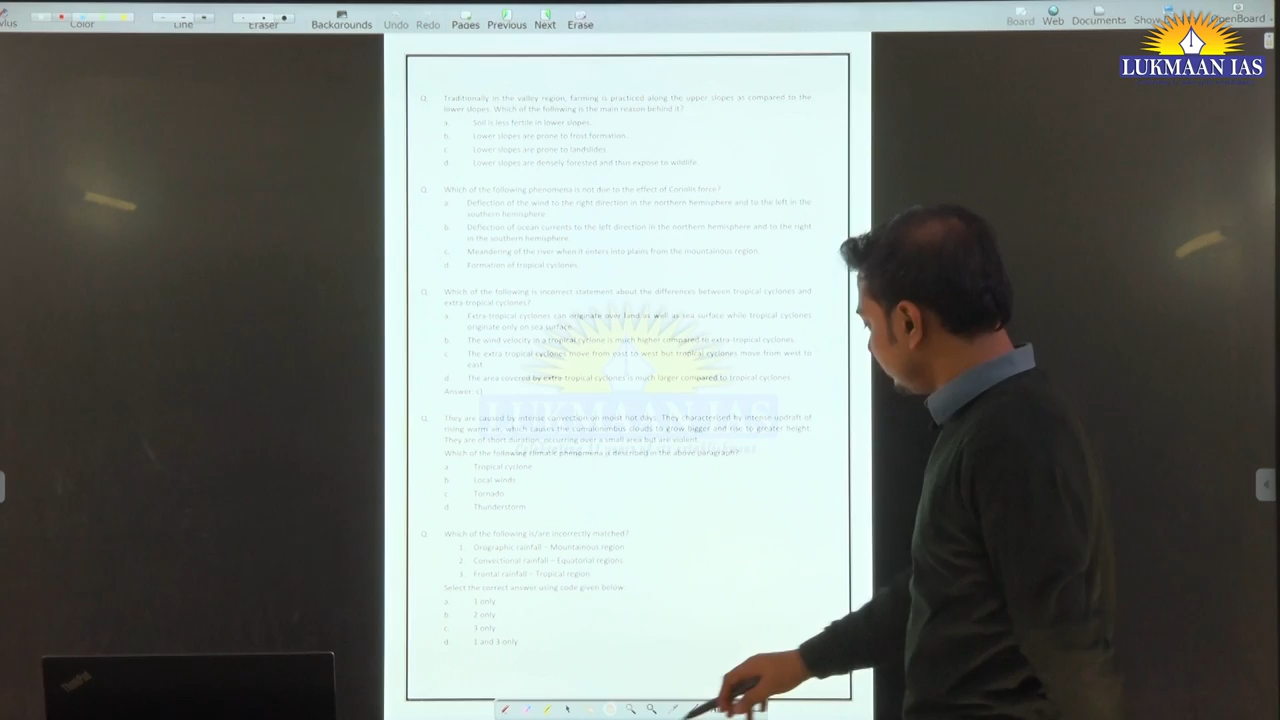 Color
Line
Eraser
Backgrounds
Undo
Redo
Pages
Previous
Next
Erase
Board
Web
Documents
Show
OpenBoard
LUKMAAN IAS
Q. Traditionally in the valley region, farming is practiced along the upper slopes as compared to the
lower slopes. Which of the following is the main reason behind it?
a. Soil is less fertile in lower slopes.
b. Lower slopes are prone to frost formation.
c. Lower slopes are prone to landslides.
d. Lower slopes are densely forested and thus expose to wildlife.
Q. Which of the following phenomena is not due to the effect of Coriolis force?
a. Deflection of the wind to the right direction in the northern hemisphere and to the left in the
southern hemisphere
b. Deflection of ocean currents to the left direction in the northern hemisphere and to the right
in the southern hemisphere
c. Meandering of the river when it enters into plains from the mountainous region
d. Formation of tropical cyclones.
Q. Which of the following is incorrect statement about the differences between tropical cyclones and
extra-tropical cyclones?
a. Extra-tropical cyclones can originate over land as well as sea surface while tropical cyclones
originate only on sea surface.
b. The wind velocity in a tropical cyclone is much higher compared to extra-tropical cyclones.
c. The extra tropical cyclones move from east to west but tropical cyclones move from west to
east.
d. The area covered by extra-tropical cyclones is much larger compared to tropical cyclones.
Answer: c)
LUKMAAN IAS
Q. They are caused by intense convection on moist hot days. They characterised by intense updraft of
rising warm air, which causes the cumulonimbus clouds to grow bigger and rise to greater height.
They are of short duration, occurring over a small area but are violent.
Which of the following climatic phenomena is described in the above paragraph?
a. Tropical cyclone
b. Local winds
c. Tornado
d. Thunderstorm
Q. Which of the following is/are incorrectly matched?
1. Orographic rainfall – Mountainous region
2. Convectional rainfall – Equatorial regions
3. Frontal rainfall – Tropical region
Select the correct answer using code given below
a. 1 only
b. 2 only
c. 3 only
d. 1 and 3 only
ThinkPad